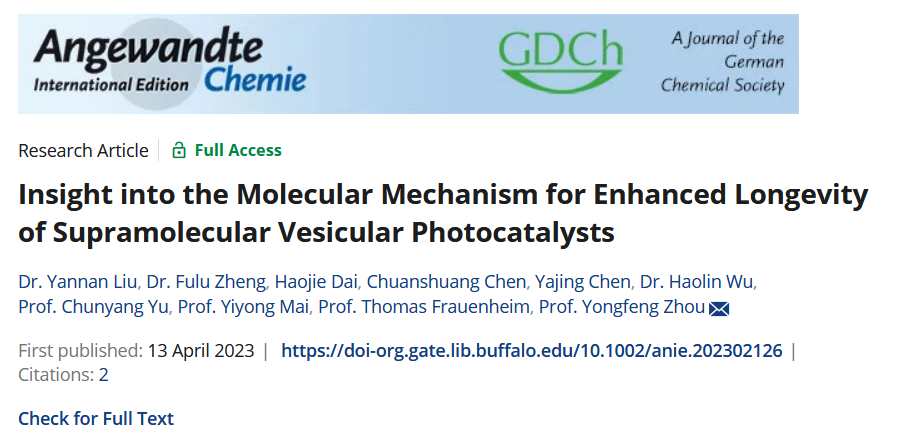 Angewandte
International Edition Chemie
GDCh
A Journal of the
German
Chemical Society
Research Article
Full Access
Insight into the Molecular Mechanism for Enhanced Longevity
of Supramolecular Vesicular Photocatalysts
Dr. Yannan Liu, Dr. Fulu Zheng, Haojie Dai, Chuanshuang Chen, Yajing Chen, Dr. Haolin Wu,
Prof. Chunyang Yu, Prof. Yiyong Mai, Prof. Thomas Frauenheim, Prof. Yongfeng Zhou
First published: 13 April 2023 | https://doi-org.gate.lib.buffalo.edu/10.1002/anie.202302126 |
Citations: 2
Check for Full Text